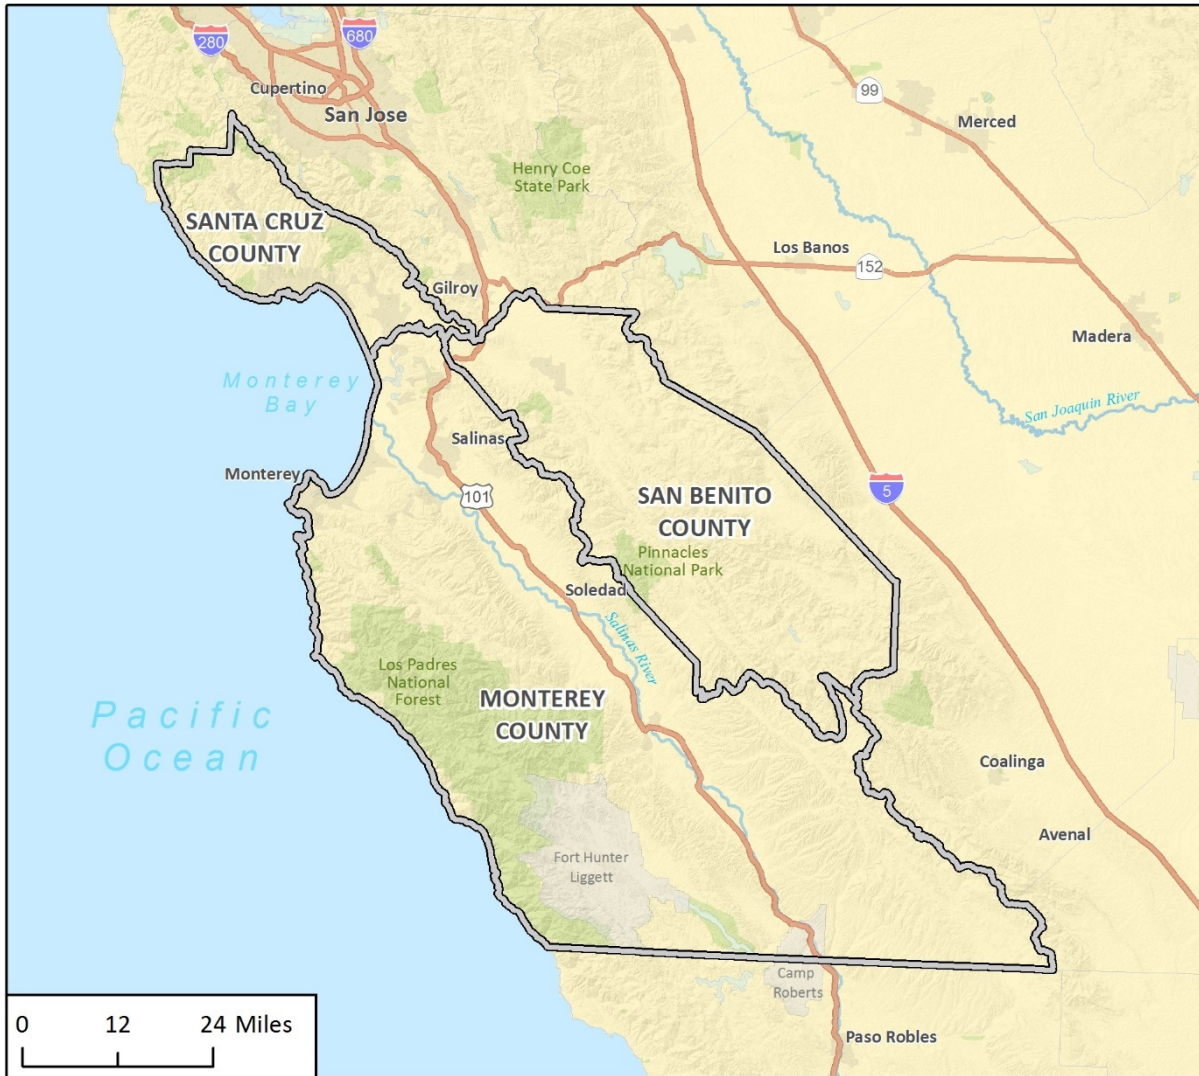 280
680
Cupertino
San Jose
99
Merced
Henry Coe
State Park
SANTA CRUZ
COUNTY
Los Banos
152
Gilroy
Madera
Monterey
Bay
San Joaquin River
Salinas
Monterey
101
SAN BENITO
COUNTY
5
Pinnacles
National Park
Soledad
Salinas River
Los Padres
National
Forest
MONTEREY
COUNTY
Pacific
Ocean
Coalinga
Avenal
Fort Hunter
Liggett
Camp
Roberts
0 12 24 Miles
Paso Robles